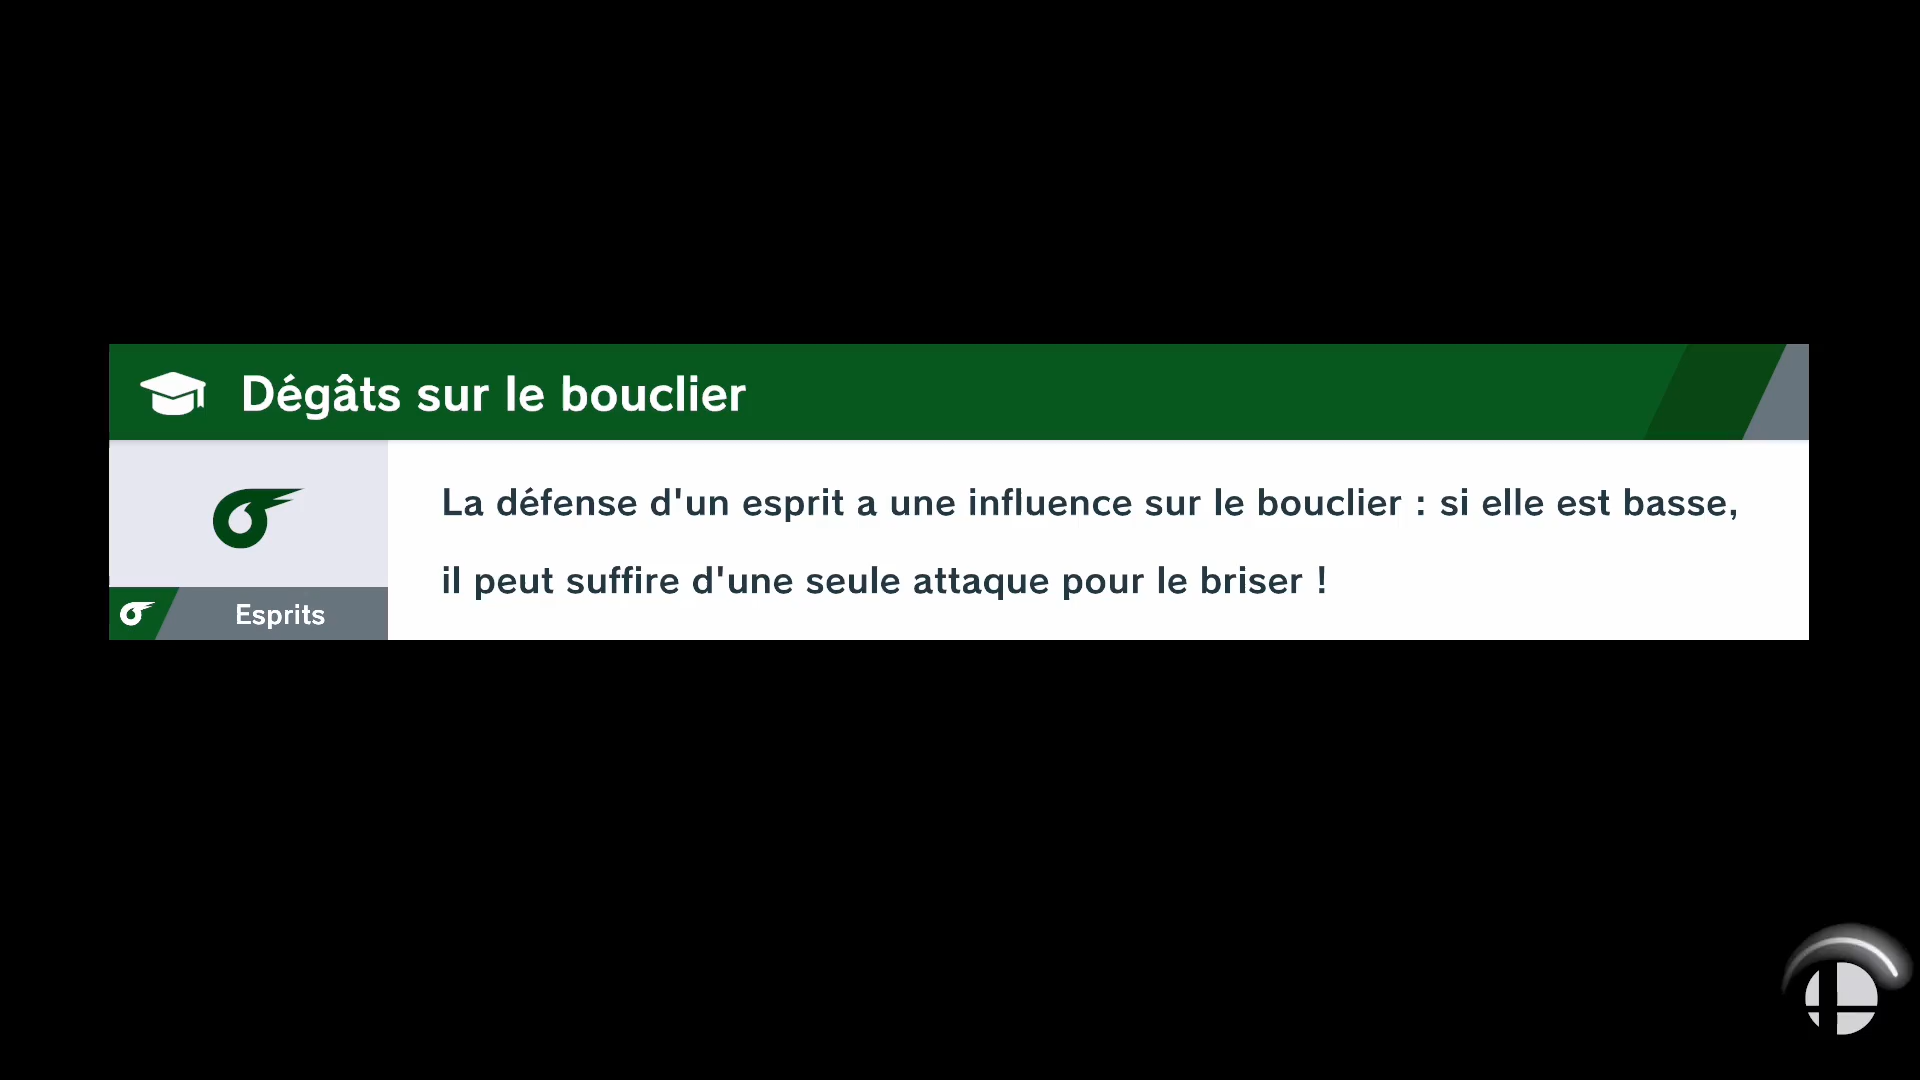 Dégâts sur le bouclier
La défense d'un esprit a une influence sur le bouclier : si elle est basse,
il peut suffire d'une seule attaque pour le briser !
Esprits